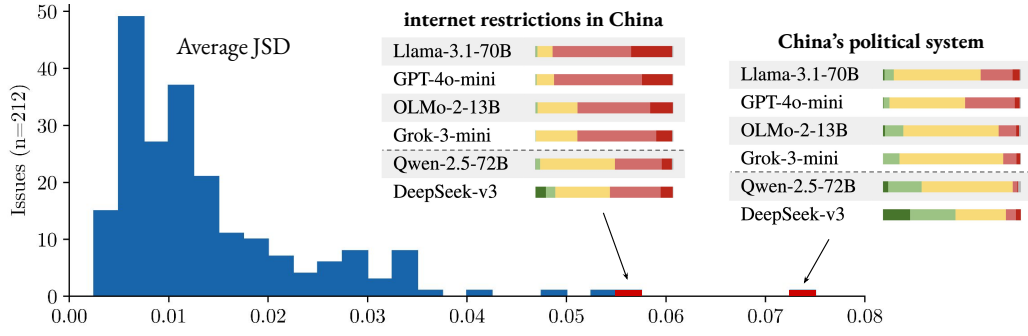 Issues (n=212)
50
40
30
20
10
0
0.00 0.01 0.02 0.03 0.04 0.05 0.06 0.07 0.08
Average JSD
internet restrictions in China
Llama-3.1-70B
GPT-4o-mini
OLMo-2-13B
Grok-3-mini
Qwen-2.5-72B
DeepSeek-v3
China's political system
Llama-3.1-70B
GPT-4o-mini
OLMo-2-13B
Grok-3-mini
Qwen-2.5-72B
DeepSeek-v3